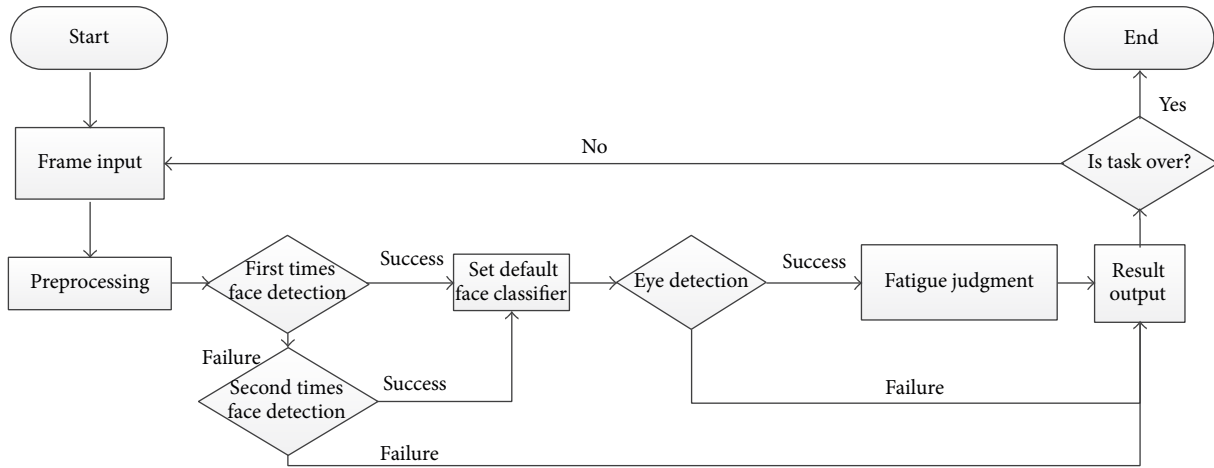 Start
End
Yes
Frame input
No
Is task over?
Preprocessing
First times
face detection
Success
Set default
face classifier
Eye detection
Success
Fatigue judgment
Result
output
Failure
Second times
face detection
Success
Failure
Failure